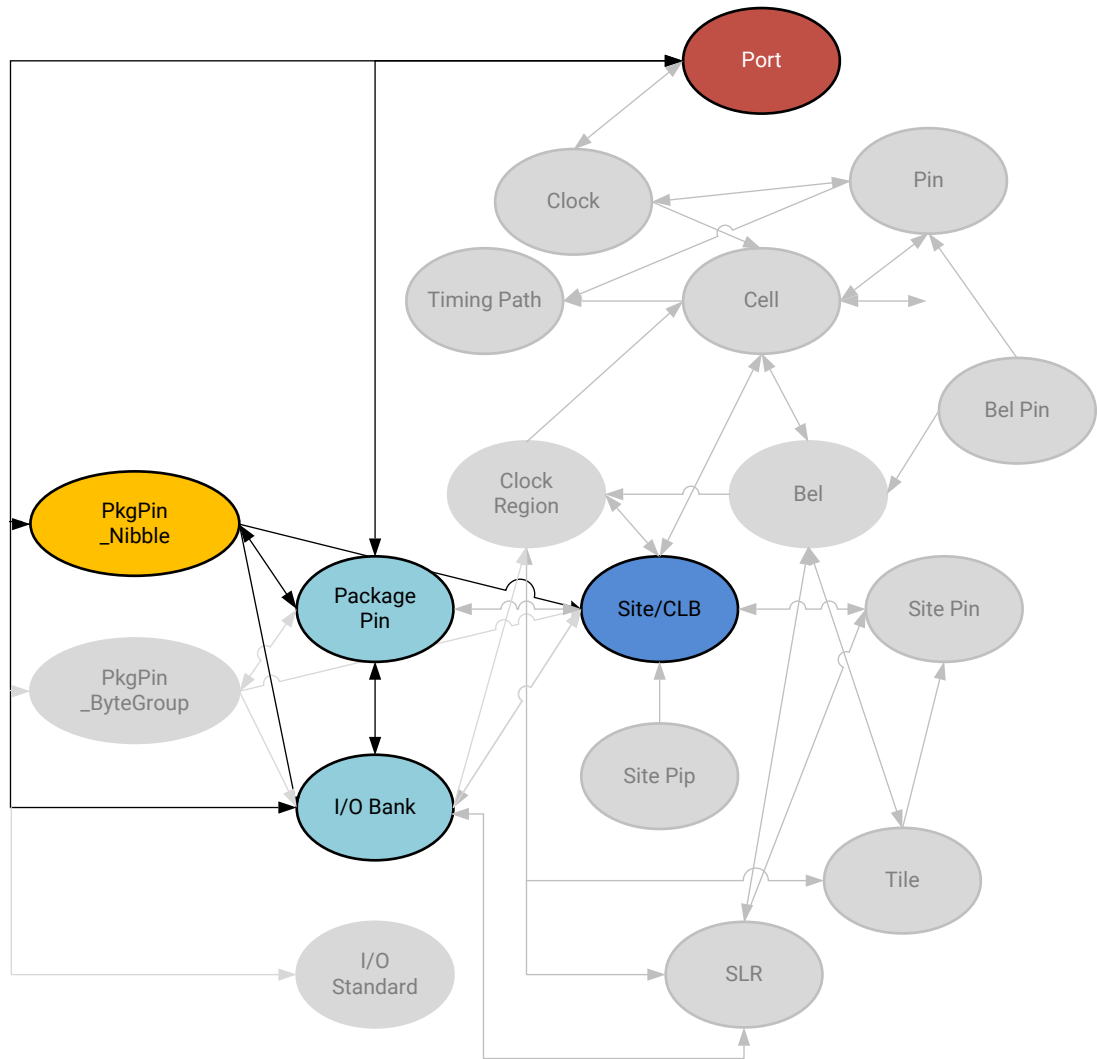 Port
Pin
Clock
Timing Path
Cell
Bel Pin
Clock
Region
Bel
PkgPin
_Nibble
Package
Pin
Site/CLB
Site Pin
PkgPin
_ByteGroup
Site Pip
I/O Bank
Tile
I/O
Standard
SLR